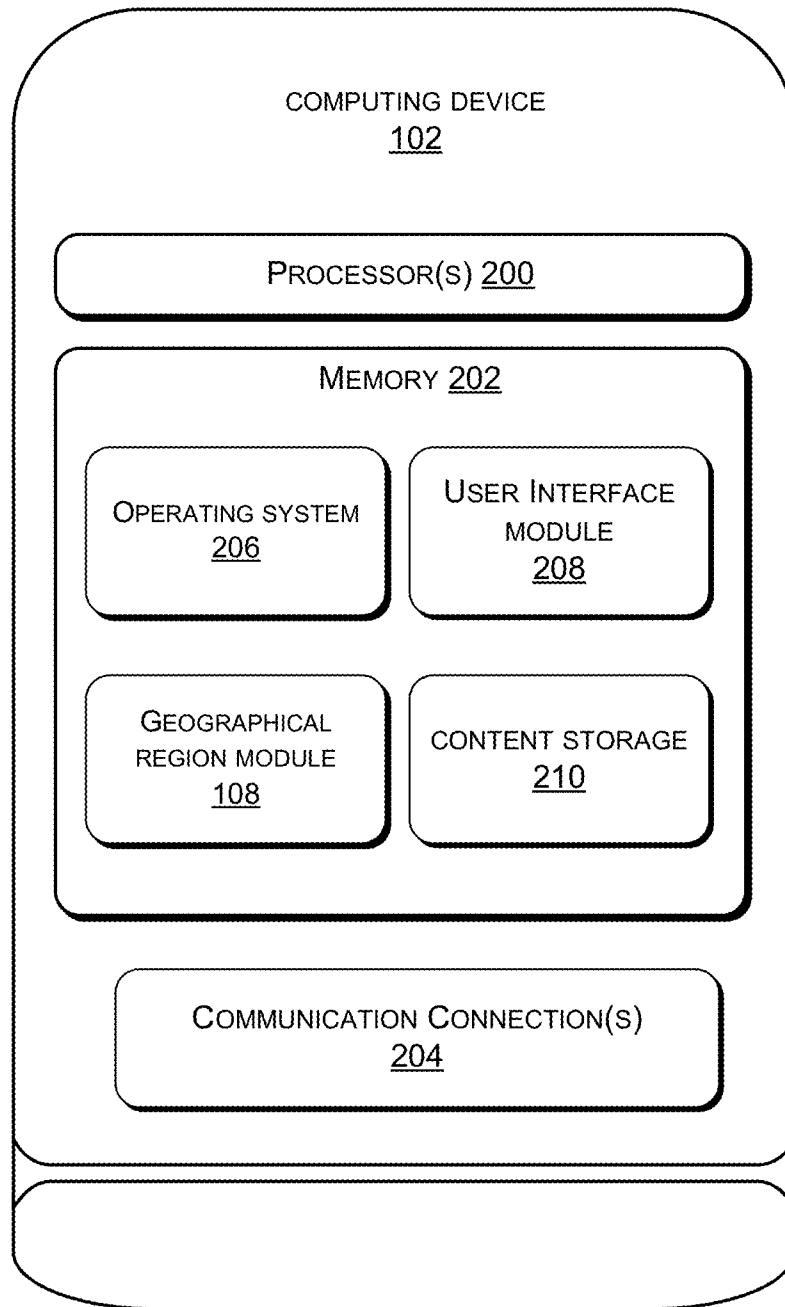 COMPUTING DEVICE
102
PROCESSOR(S) 200
MEMORY 202
OPERATING SYSTEM
206
USER INTERFACE
MODULE
208
GEOGRAPHICAL
REGION MODULE
108
CONTENT STORAGE
210
COMMUNICATION CONNECTION(S)
204